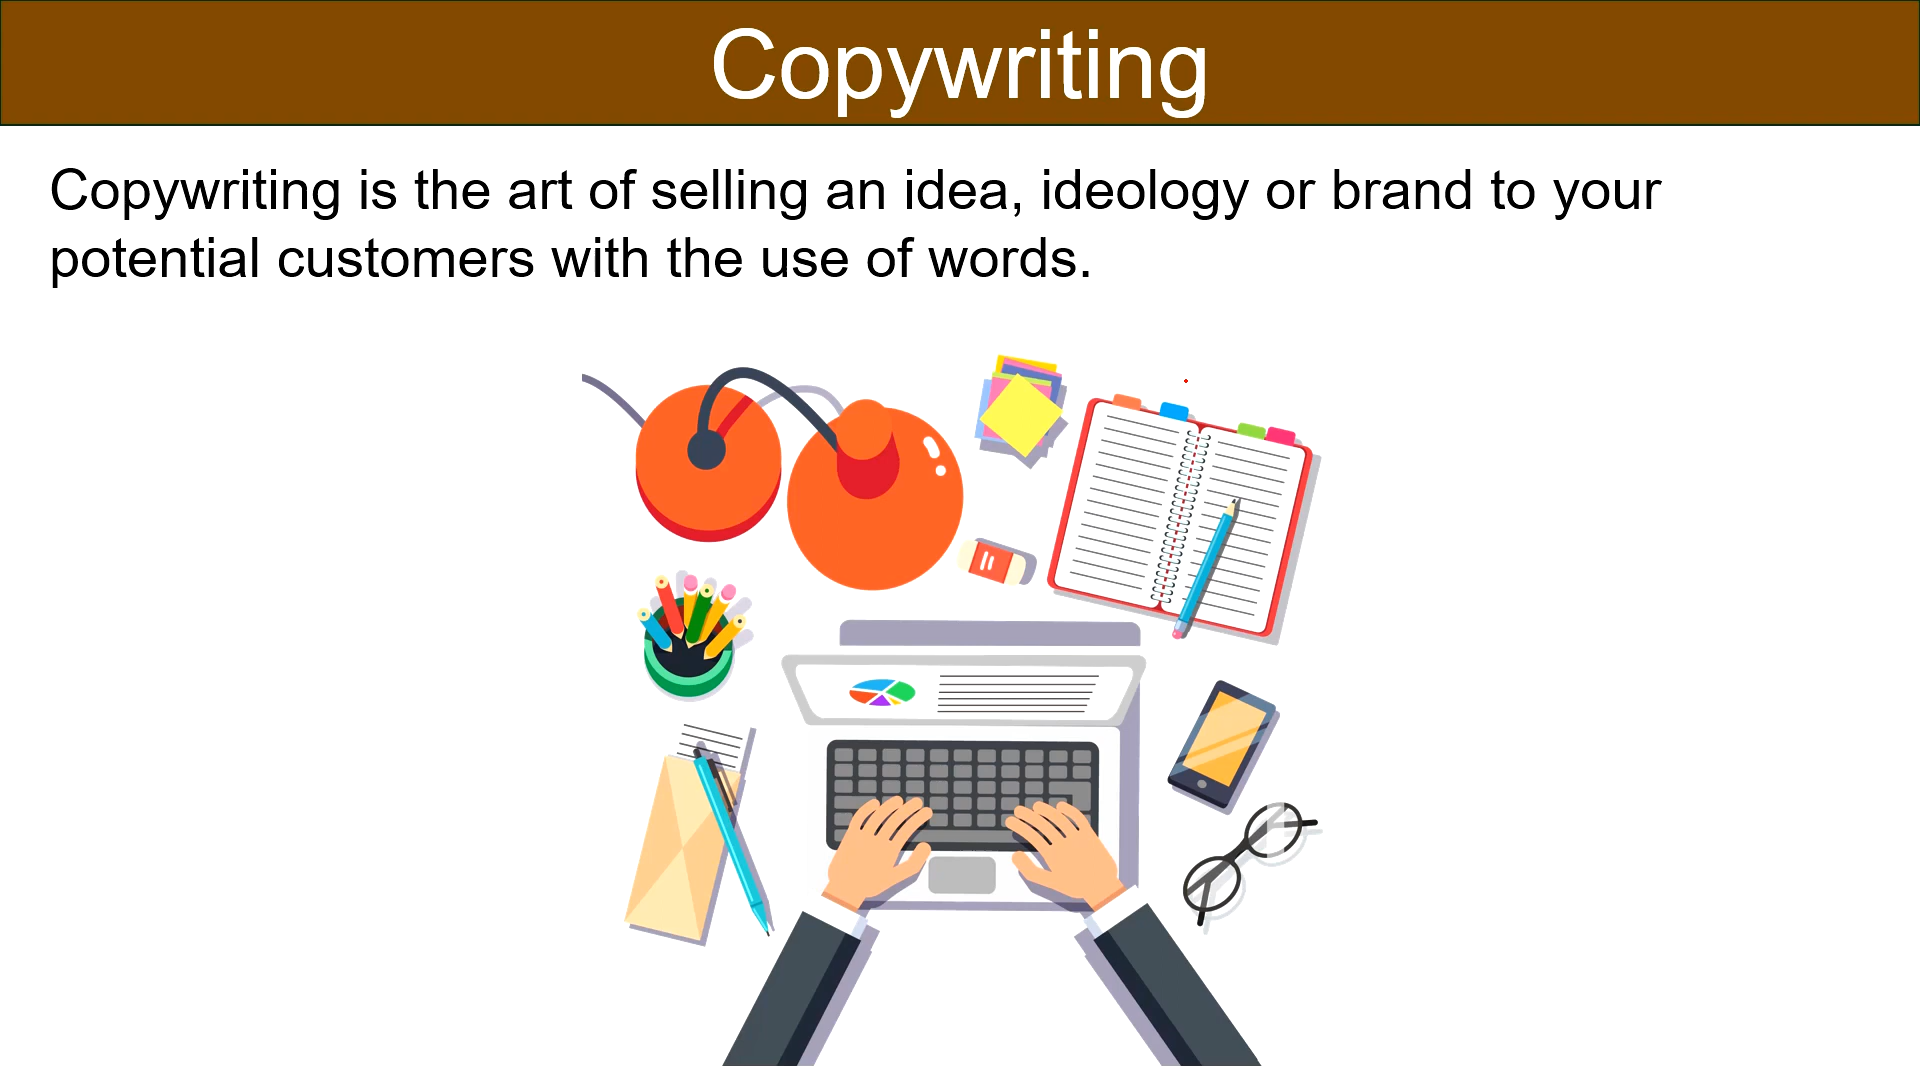 Copywriting
Copywriting is the art of selling an idea, ideology or brand to your
potential customers with the use of words.